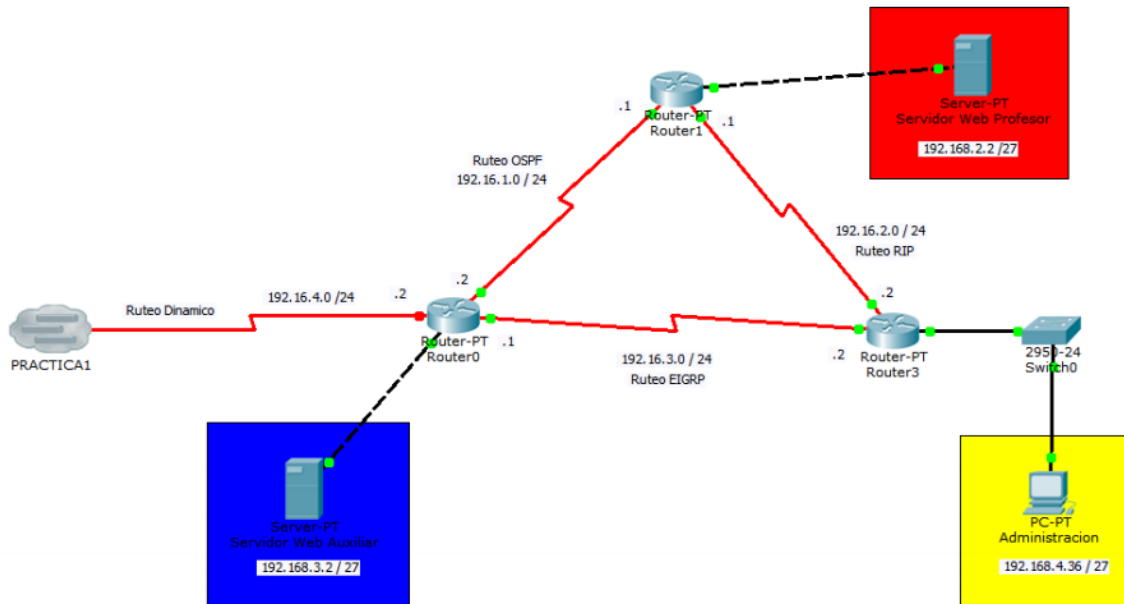 Router-PT
Router1
.1
.1
Server-PT
Servidor Web Profesor
192.168.2.2 /27
Ruteo OSPF
192.16.1.0 / 24
192.16.2.0 / 24
Ruteo RIP
PRACTICA1
Ruteo Dinamico
192.16.4.0 /24
.2
.2
Router-PT
Router0
.1
192.16.3.0 / 24
Ruteo EIGRP
.2
.2
Router-PT
Router3
2950-24
Switch0
Server-PT
Servidor Web Auxiliar
192.168.3.2 / 27
PC-PT
Administracion
192.168.4.36 / 27